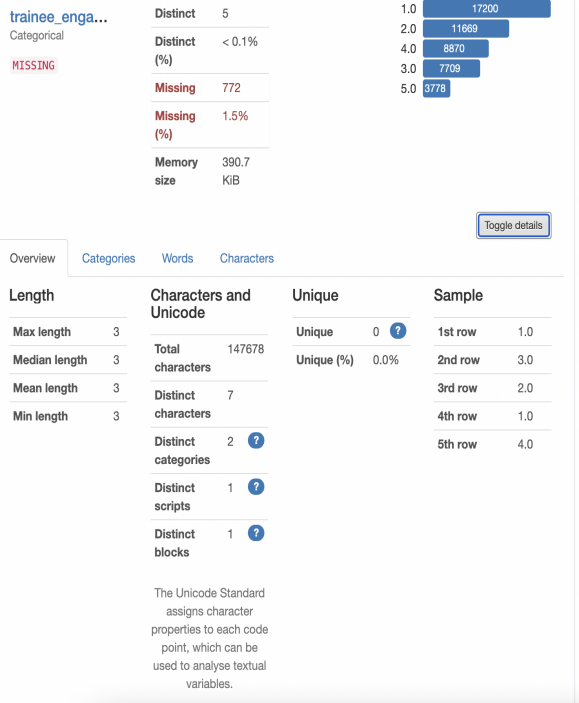 trainee_enga...
Categorical
MISSING
Distinct 5
Distinct (%) < 0.1%
Missing 772
Missing (%) 1.5%
Memory size 390.7 KiB
1.0 17200
2.0 11669
4.0 8870
3.0 7709
5.0 3778
Toggle details
Overview Categories Words Characters
Length
Max length 3
Median length 3
Mean length 3
Min length 3
Characters and
Unicode
Total characters 147678
Distinct characters 7
Distinct categories 2 ?
Distinct scripts 1 ?
Distinct blocks 1 ?
The Unicode Standard
assigns character
properties to each code
point, which can be
used to analyse textual
variables.
Unique
Unique 0 ?
Unique (%) 0.0%
Sample
1st row 1.0
2nd row 3.0
3rd row 2.0
4th row 1.0
5th row 4.0